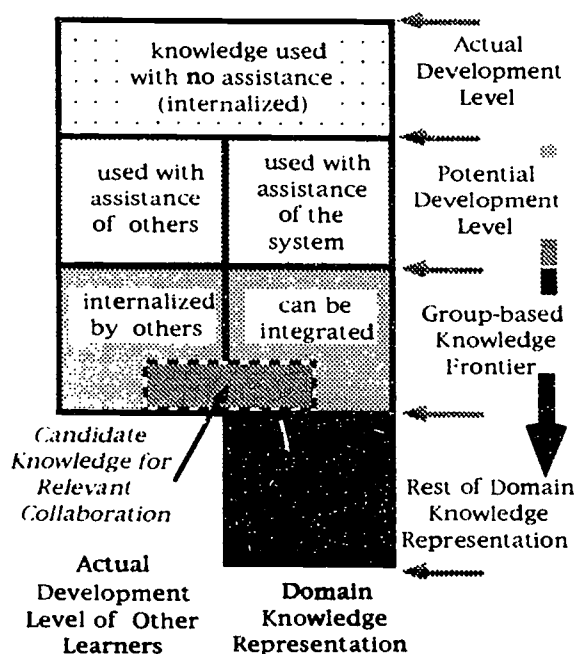 knowledge used
with no assistance
(internalized)
Actual
Development
Level
used with
assistance
of others
used with
assistance
of the
system
Potential
Development
Level
internalized
by others
can be
integrated
Group-based
Knowledge
Frontier
Candidate
Knowledge for
Relevant
Collaboration
Rest of Domain
Knowledge
Representation
Actual
Development
Level of Other
Learners
Domain
Knowledge
Representation